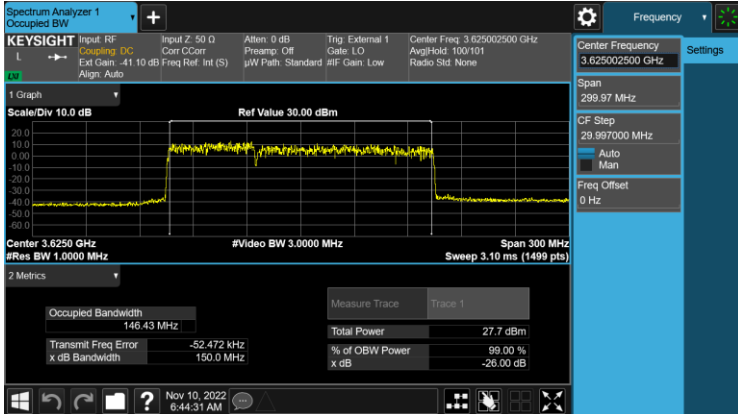 Spectrum Analyzer 1
Occupied BW
Frequency
KEYSIGHT
L
LXI
Input: RF
Coupling: DC
Ext Gain: -41.10 dB
Align: Auto
Input Z: 50 Ω
Corr CCorr
Freq Ref: Int (S)
Atten: 0 dB
Preamp: Off
µW Path: Standard
Trig: External 1
Gate: LO
#IF Gain: Low
Center Freq: 3.625002500 GHz
Avg|Hold: 100/101
Radio Std: None
Center Frequency
3.625002500 GHz
Settings
Span
299.97 MHz
CF Step
29.997000 MHz
Auto
Man
Freq Offset
0 Hz
1 Graph
Scale/Div 10.0 dB
Ref Value 30.00 dBm
20.0
10.0
0.00
-10.0
-20.0
-30.0
-40.0
-50.0
-60.0
Center 3.6250 GHz
#Video BW 3.0000 MHz
Span 300 MHz
#Res BW 1.0000 MHz
Sweep 3.10 ms (1499 pts)
2 Metrics
Occupied Bandwidth
146.43 MHz
Transmit Freq Error -52.472 kHz
x dB Bandwidth 150.0 MHz
Measure Trace Trace 1
Total Power 27.7 dBm
% of OBW Power 99.00 %
x dB -26.00 dB
?
Nov 10, 2022
6:44:31 AM